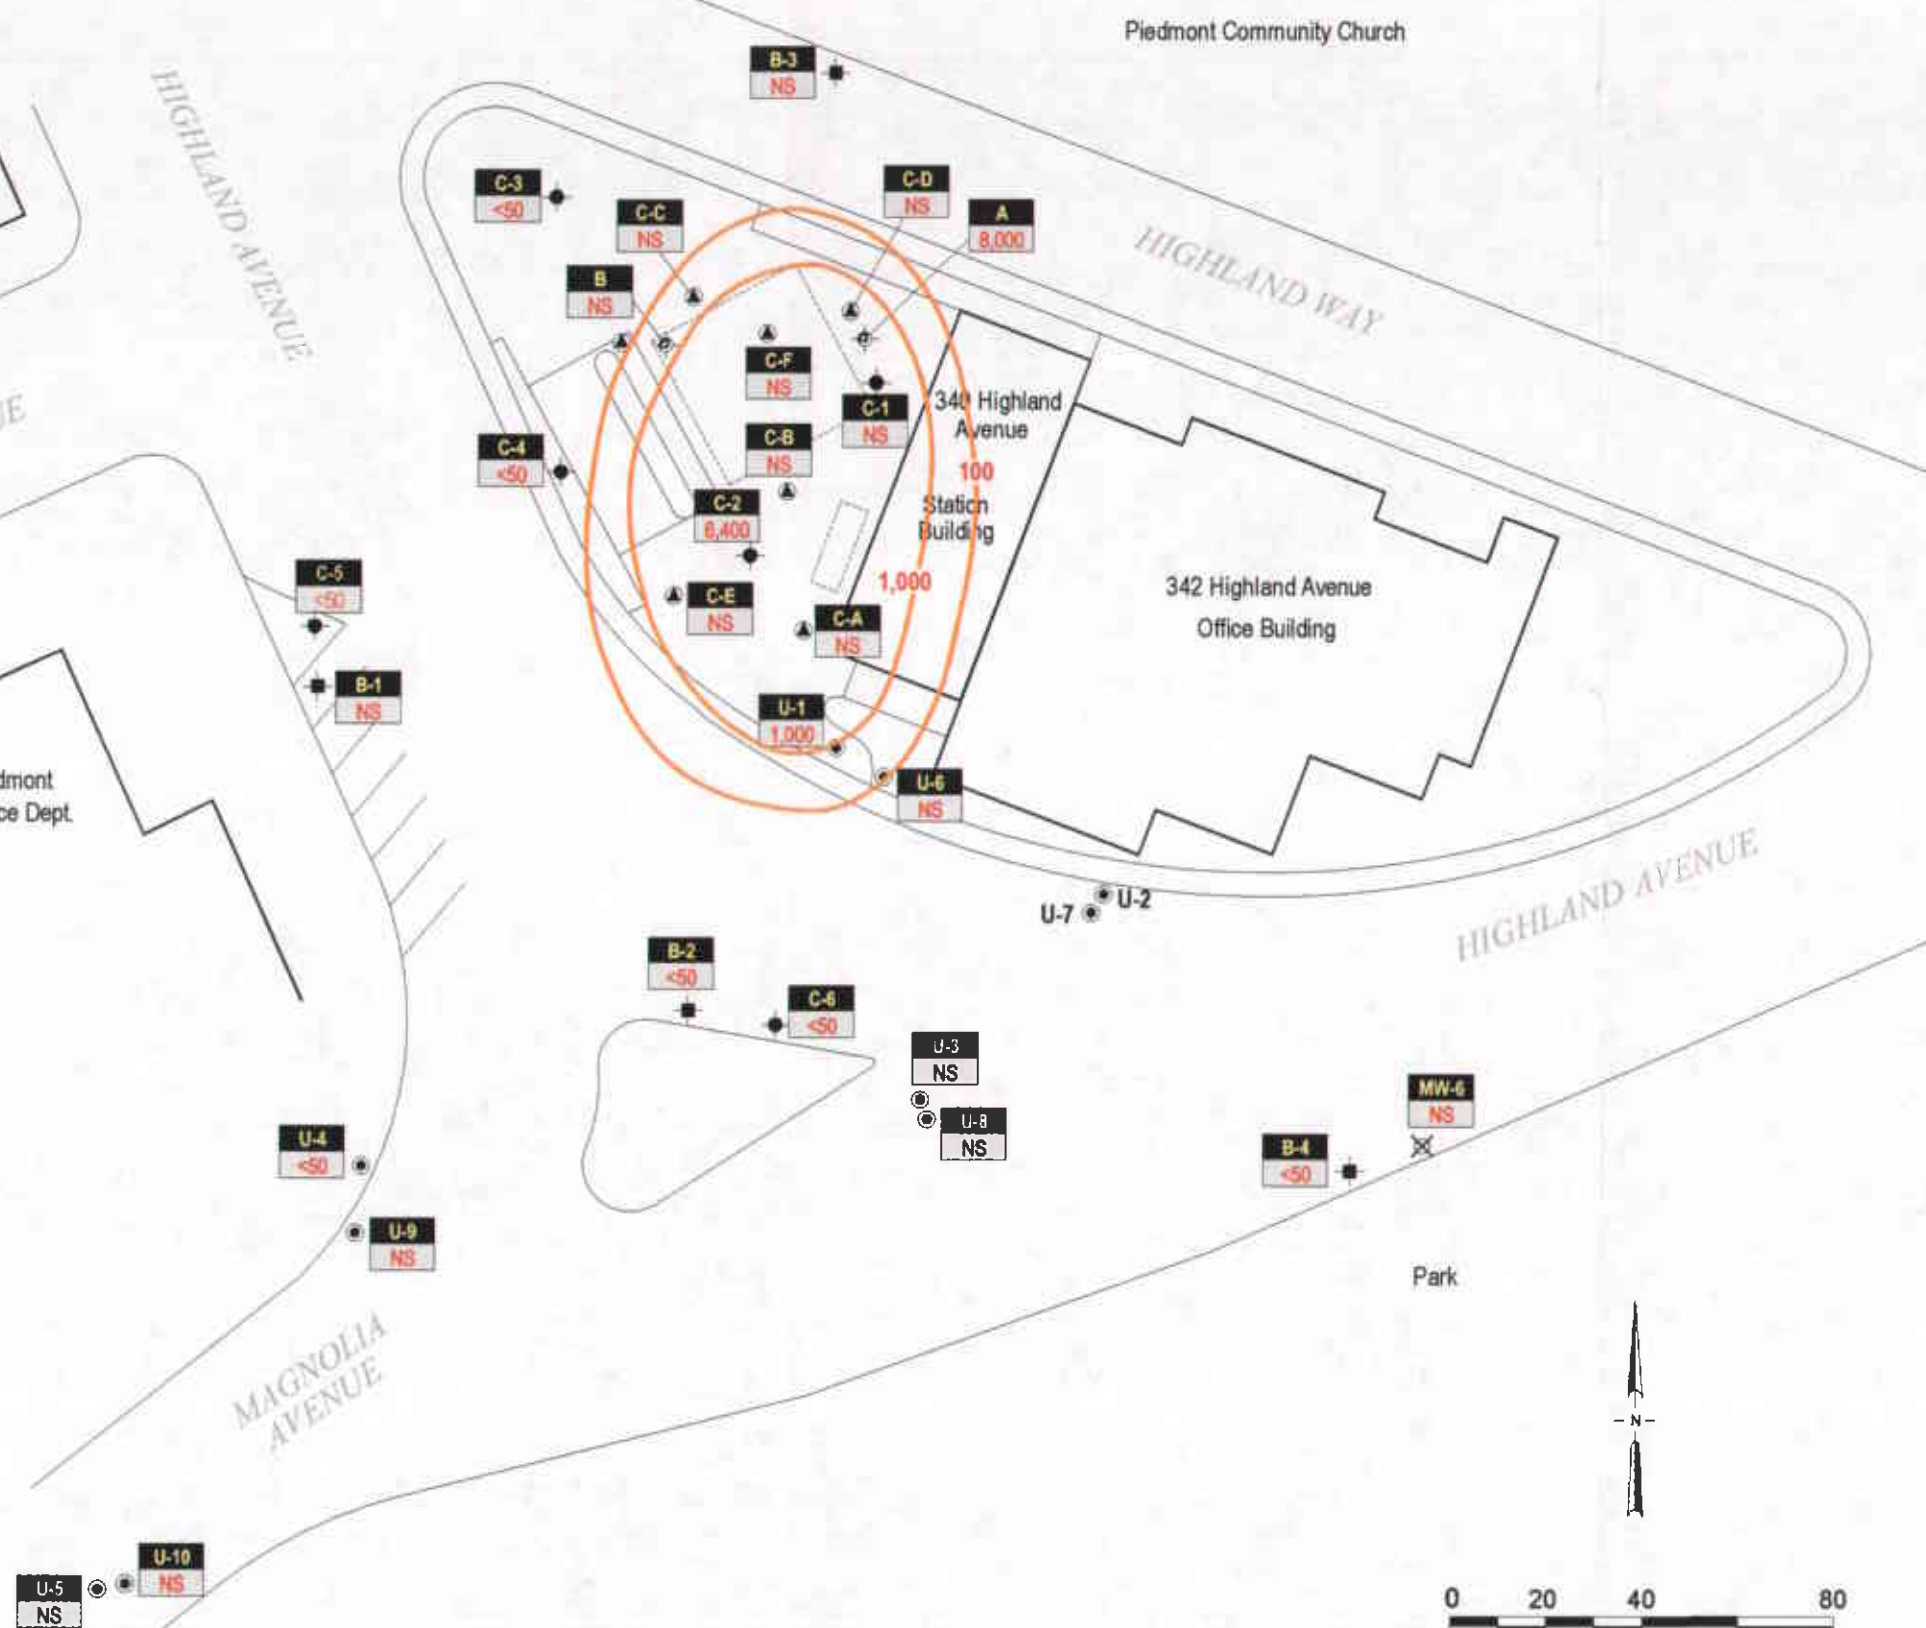 Piedmont Community Church
B-3
NS
HIGHLAND AVENUE
C-3
<50
C-C
NS
C-D
NS
A
8,000
B
NS
HIGHLAND WAY
C-F
NS
C-1
NS
340 Highland
Avenue
UE
C-4
<50
C-B
NS
100
C-2
6,400
Station
Building
1,000
C-5
<50
C-E
NS
C-A
NS
342 Highland Avenue
Office Building
B-1
NS
U-1
1,000
U-6
NS
dmont
ce Dept.
U-7
U-2
HIGHLAND AVENUE
B-2
<50
C-6
<50
U-3
NS
U-8
NS
MW-6
NS
B-4
<50
U-4
<50
U-9
NS
Park
MAGNOLIA
AVENUE
N
U-10
NS
U-5
NS
0 20 40 80